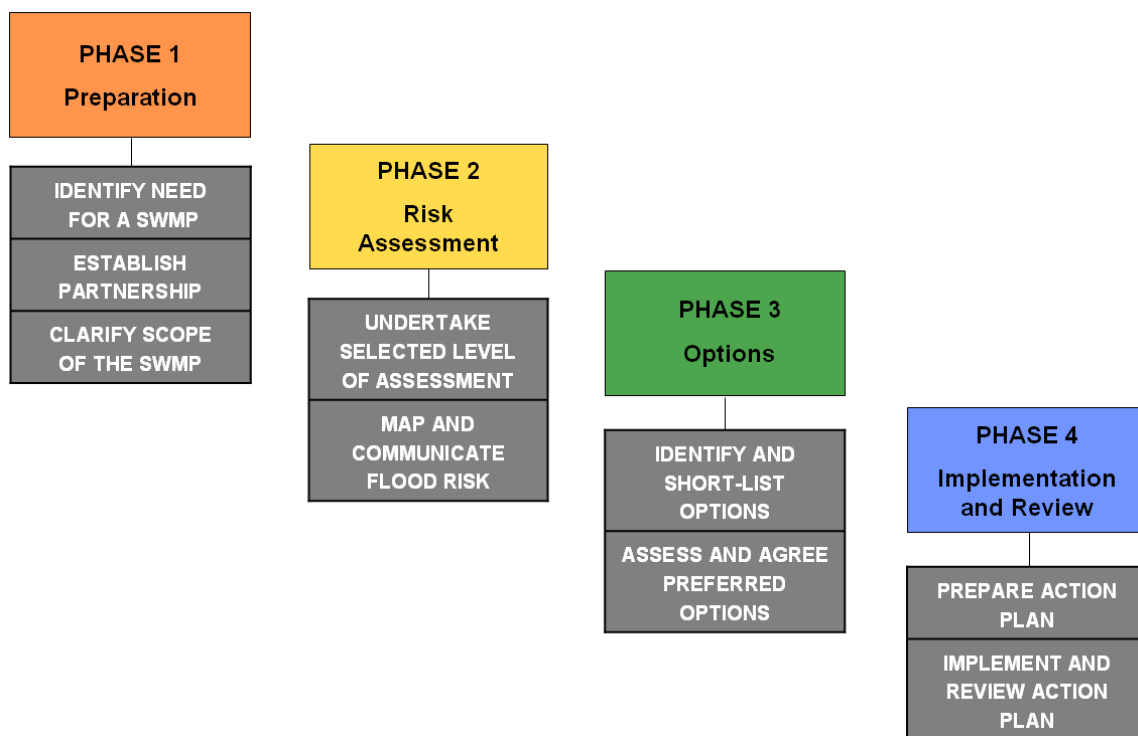 PHASE 1
Preparation
IDENTIFY NEED
FOR A SWMP
ESTABLISH
PARTNERSHIP
CLARIFY SCOPE
OF THE SWMP
PHASE 2
Risk
Assessment
UNDERTAKE
SELECTED LEVEL
OF ASSESSMENT
MAP AND
COMMUNICATE
FLOOD RISK
PHASE 3
Options
IDENTIFY AND
SHORT-LIST
OPTIONS
ASSESS AND AGREE
PREFERRED
OPTIONS
PHASE 4
Implementation
and Review
PREPARE ACTION
PLAN
IMPLEMENT AND
REVIEW ACTION
PLAN